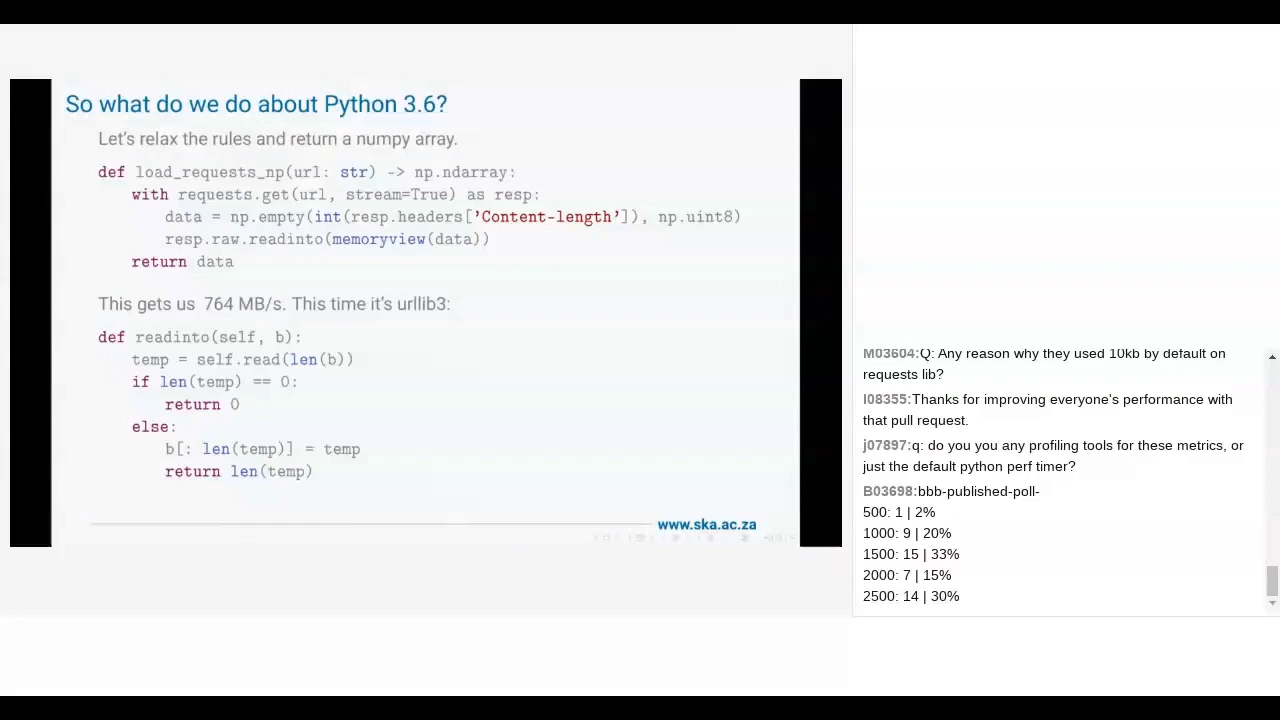 So what do we do about Python 3.6?
Let's relax the rules and return a numpy array.
def load_requests_np(url: str) -> np.ndarray:
with requests.get(url, stream=True) as resp:
data = np.empty(int(resp.headers['Content-length']), np.uint8)
resp.raw.readinto(memoryview(data))
return data
This gets us 764 MB/s. This time it's urllib3:
def readinto(self, b):
temp = self.read(len(b))
if len(temp) == 0:
return 0
else:
b[: len(temp)] = temp
return len(temp)
www.ska.ac.za
M03604:Q: Any reason why they used 10kb by default on
requests lib?
I08355:Thanks for improving everyone's performance with
that pull request.
j07897:q: do you you any profiling tools for these metrics, or
just the default python perf timer?
B03698:bbb-published-poll-
500: 1 | 2%
1000: 9 | 20%
1500: 15 | 33%
2000: 7 | 15%
2500: 14 | 30%